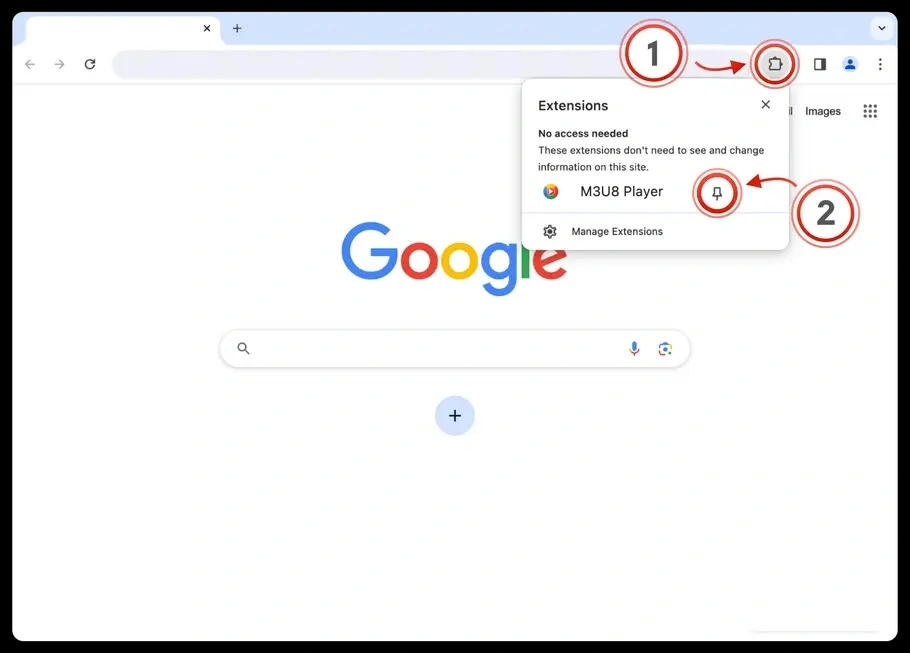 1
Extensions
No access needed
These extensions don't need to see and change
information on this site.
Images
M3U8 Player
2
Manage Extensions
Google